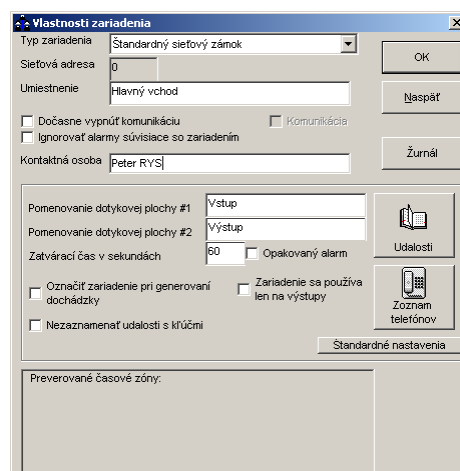 Vlastnosti zariadenia
Typ zariadenia
Štandardný sieťový zámok
OK
Sieťová adresa
0
Umiestnenie
Hlavný vchod
Naspäť
Dočasne vypnúť komunikáciu
Komunikácia
Ignorovať alarmy súvisiace so zariadením
Kontaktná osoba
Peter RYS
Žurnál
Pomenovanie dotykovej plochy #1
Vstup
Pomenovanie dotykovej plochy #2
Výstup
Zatvárací čas v sekundách
60
Opakovaný alarm
Udalosti
Označiť zariadenie pri generovaní
dochádzky
Zariadenie sa používa
len na výstupy
Zoznam
telefónov
Nezaznamenať udalosti s kľúčmi
Štandardné nastavenia
Preverované časové zóny: